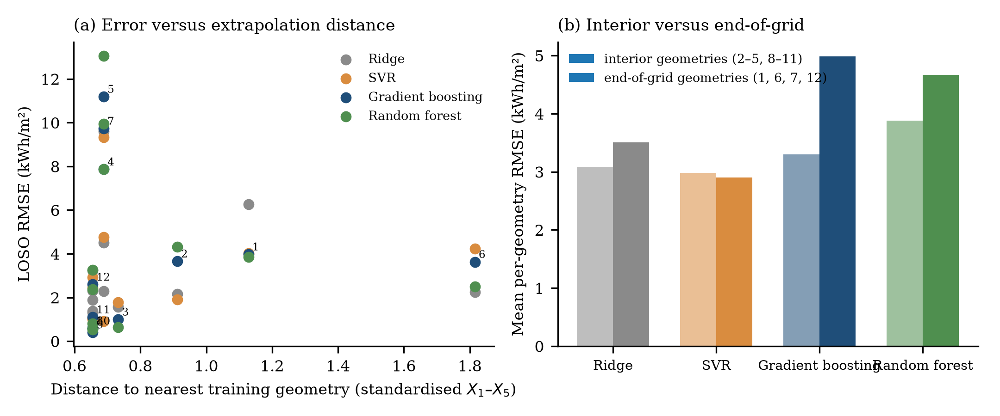 (a) Error versus extrapolation distance
LOSO RMSE (kWh/m²)
12
10
8
6
4
2
0
Ridge
SVR
Gradient boosting
Random forest
5
7
4
2
1
6
12
11
3
10
9
0.6 0.8 1.0 1.2 1.4 1.6 1.8
Distance to nearest training geometry (standardised X₁–X₅)
(b) Interior versus end-of-grid
Mean per-geometry RMSE (kWh/m²)
5
4
3
2
1
0
interior geometries (2–5, 8–11)
end-of-grid geometries (1, 6, 7, 12)
Ridge SVR Gradient boosting Random forest